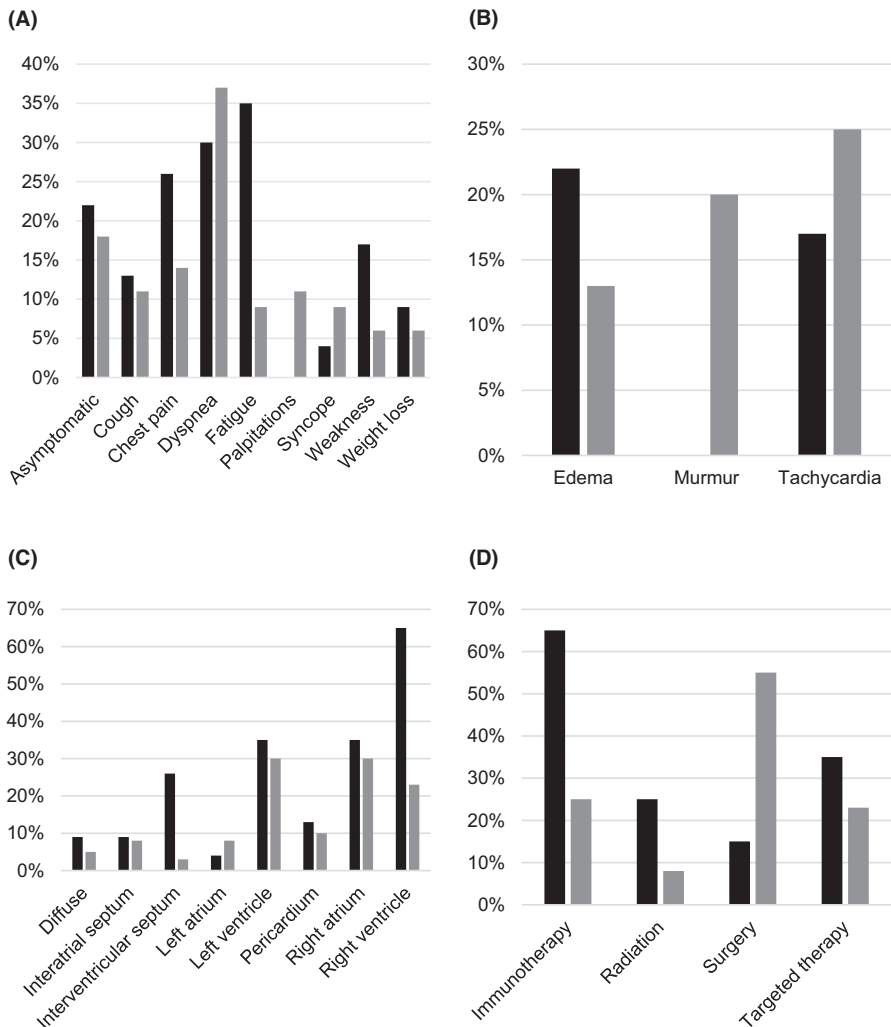 (A)
40%
35%
30%
25%
20%
15%
10%
5%
0%
Asymptomatic
Cough
Chest pain
Dyspnea
Fatigue
Palpitations
Syncope
Weakness
Weight loss
(B)
30%
25%
20%
15%
10%
5%
0%
Edema Murmur Tachycardia
(C)
70%
60%
50%
40%
30%
20%
10%
0%
Diffuse
Interatrial septum
Interventricular septum
Left atrium
Left ventricle
Pericardium
Right atrium
Right ventricle
(D)
70%
60%
50%
40%
30%
20%
10%
0%
Immunotherapy
Radiation
Surgery
Targeted therapy